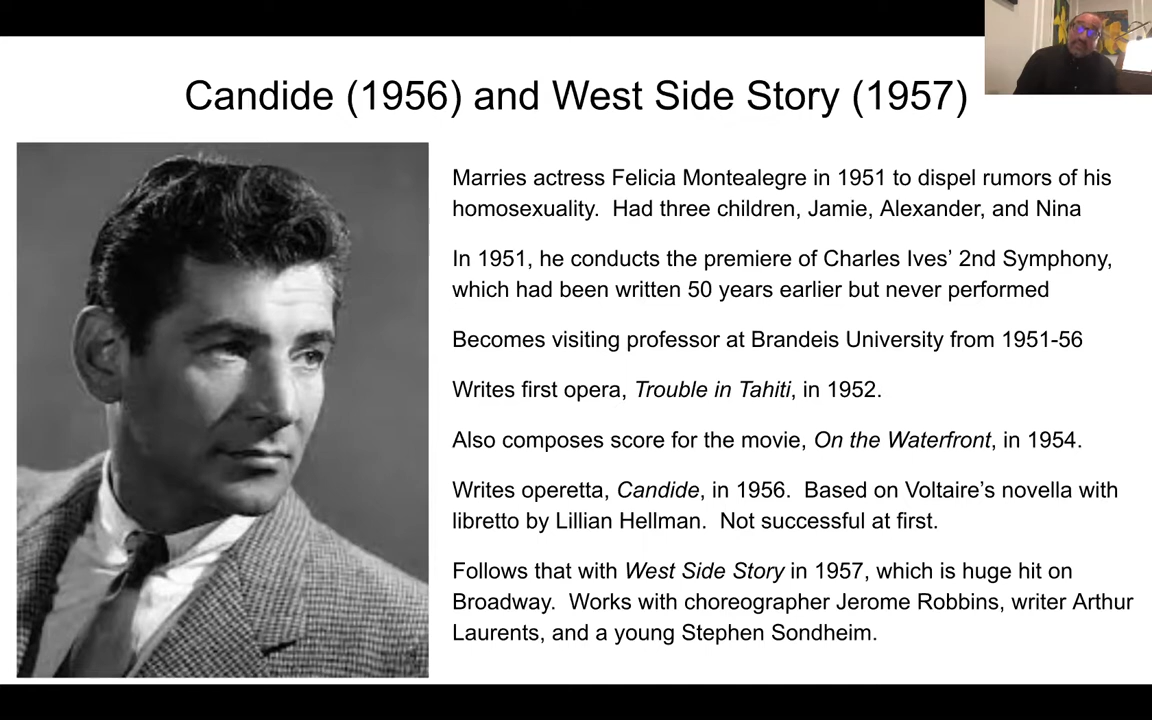 Candide (1956) and West Side Story (1957)
Marries actress Felicia Montealegre in 1951 to dispel rumors of his
homosexuality.  Had three children, Jamie, Alexander, and Nina
In 1951, he conducts the premiere of Charles Ives’ 2nd Symphony,
which had been written 50 years earlier but never performed
Becomes visiting professor at Brandeis University from 1951-56
Writes first opera, Trouble in Tahiti, in 1952.
Also composes score for the movie, On the Waterfront, in 1954.
Writes operetta, Candide, in 1956.  Based on Voltaire’s novella with
libretto by Lillian Hellman.  Not successful at first.
Follows that with West Side Story in 1957, which is huge hit on
Broadway.  Works with choreographer Jerome Robbins, writer Arthur
Laurents, and a young Stephen Sondheim.